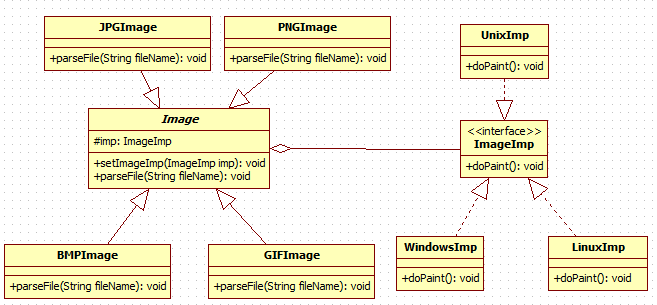 JPGImage
+parseFile(String fileName): void
PNGImage
+parseFile(String fileName): void
UnixImp
+doPaint(): void
Image
#imp: ImageImp
+setImageImp(ImageImp imp): void
+parseFile(String fileName): void
<<interface>>
ImageImp
+doPaint(): void
BMPImage
+parseFile(String fileName): void
GIFImage
+parseFile(String fileName): void
WindowsImp
+doPaint(): void
LinuxImp
+doPaint(): void